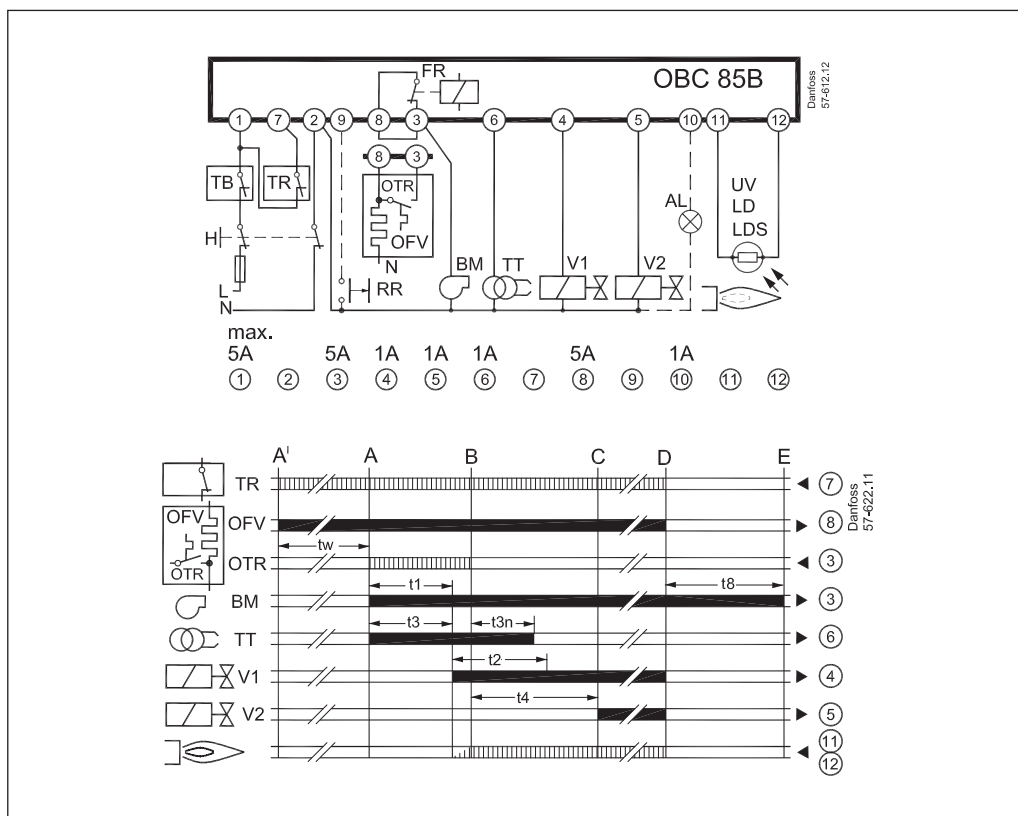 FR
OBC 85B
Danfoss
57-612.12
1 7 2 9 8 3 6 4 5 10 11 12
8 3
TB TR OTR
OFV
N
UV
LD
LDS
AL
H
BM TT V1 V2
RR
L
N
max.
5A 5A 1A 1A 1A 5A 1A
1 2 3 4 5 6 7 8 9 10 11 12
A' A B C D E
TR 7
Danfoss
57-622.11
OFV OFV 8
tw
OTR OTR 3
t1 t8
BM 3
t3 t3n
TT 6
t2
V1 4
t4
V2 5
11
12